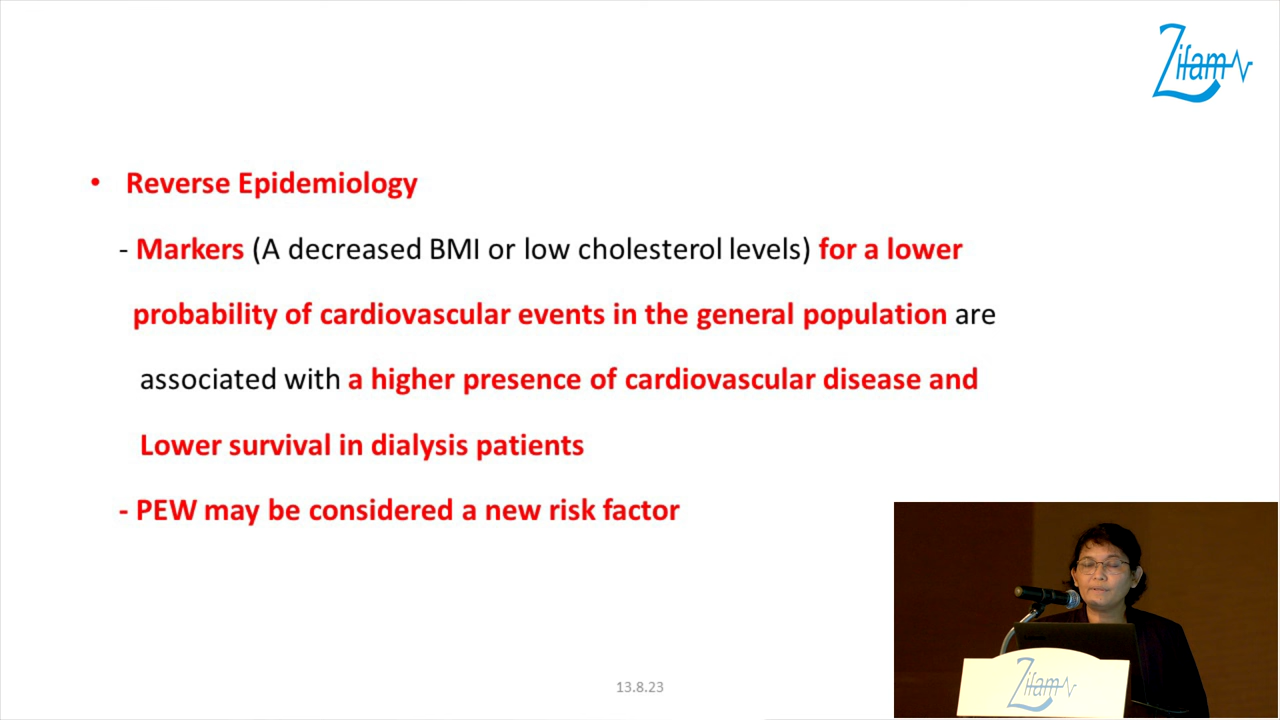 Zifam
• Reverse Epidemiology
- Markers (A decreased BMI or low cholesterol levels) for a lower
probability of cardiovascular events in the general population are
associated with a higher presence of cardiovascular disease and
Lower survival in dialysis patients
- PEW may be considered a new risk factor
Zifam
13.8.23